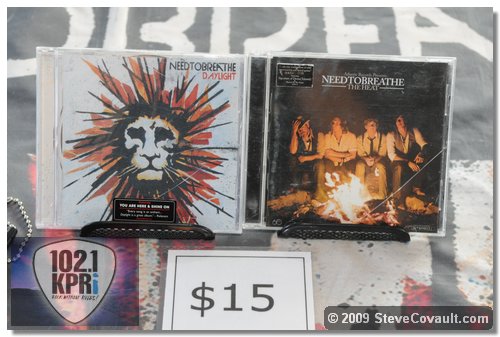 NEEDTOBREATHE
DAYLIGHT
YOU ARE HERE & SHINE ON
NEEDTOBREATHE
THE HEAT
102.1
KPRi
$15
© 2009 SteveCovault.com